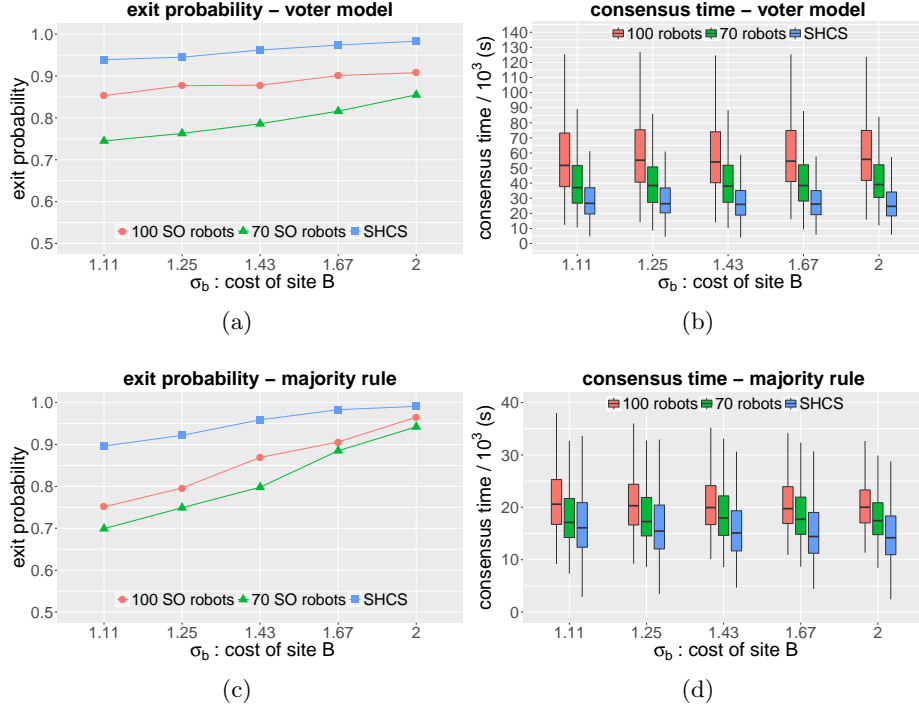 exit probability – voter model
exit probability
1.0
0.9
0.8
0.7
0.6
0.5
100 SO robots 70 SO robots SHCS
1.11 1.25 1.43 1.67 2
σb : cost of site B
(a)
consensus time – voter model
consensus time / 10³ (s)
140
130
120
110
100
90
80
70
60
50
40
30
20
10
0
100 robots 70 robots SHCS
1.11 1.25 1.43 1.67 2
σb : cost of site B
(b)
exit probability – majority rule
exit probability
1.0
0.9
0.8
0.7
0.6
0.5
100 SO robots 70 SO robots SHCS
1.11 1.25 1.43 1.67 2
σb : cost of site B
(c)
consensus time – majority rule
consensus time / 10³ (s)
40
30
20
10
0
100 robots 70 robots SHCS
1.11 1.25 1.43 1.67 2
σb : cost of site B
(d)